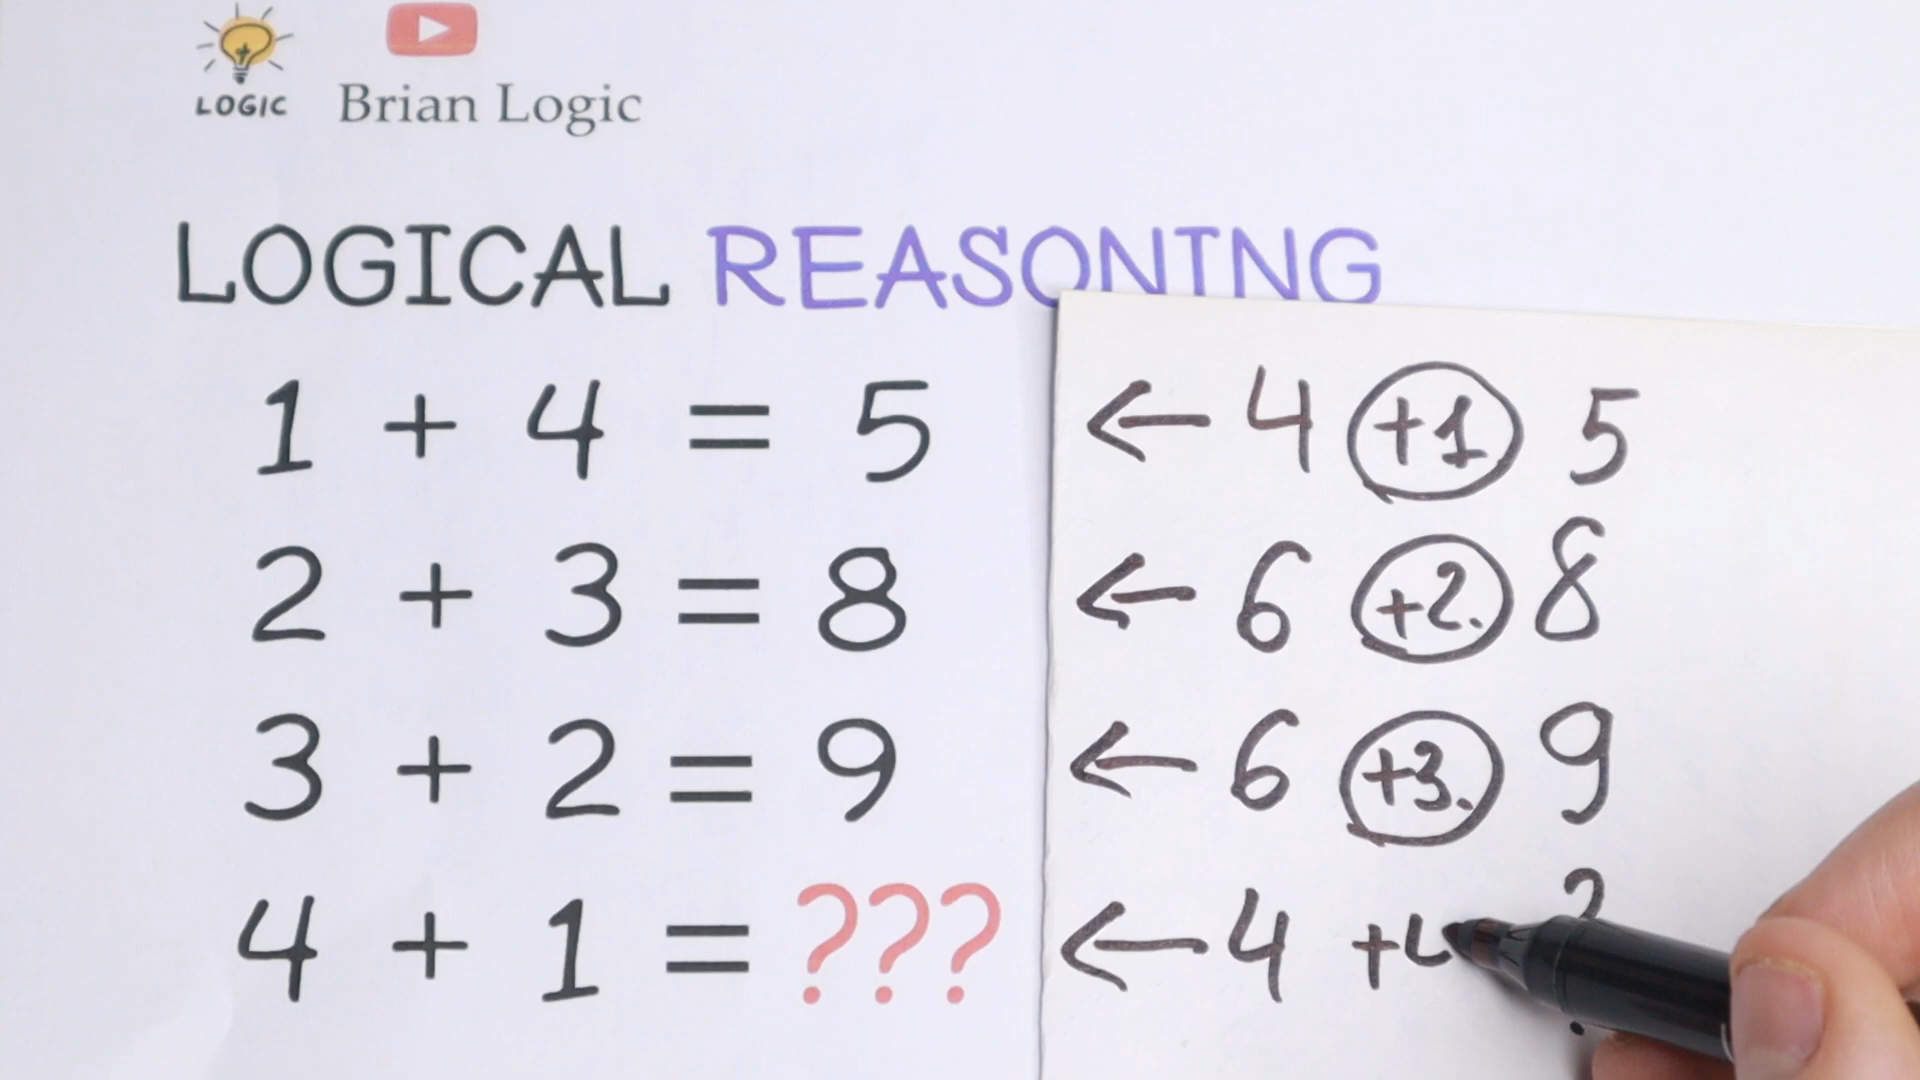 LOGIC Brian Logic
LOGICAL REASONING
1 + 4 = 5 ← 4 +1 5
2 + 3 = 8 ← 6 +2. 8
3 + 2 = 9 ← 6 +3. 9
4 + 1 = ??? ← 4 +4 ?